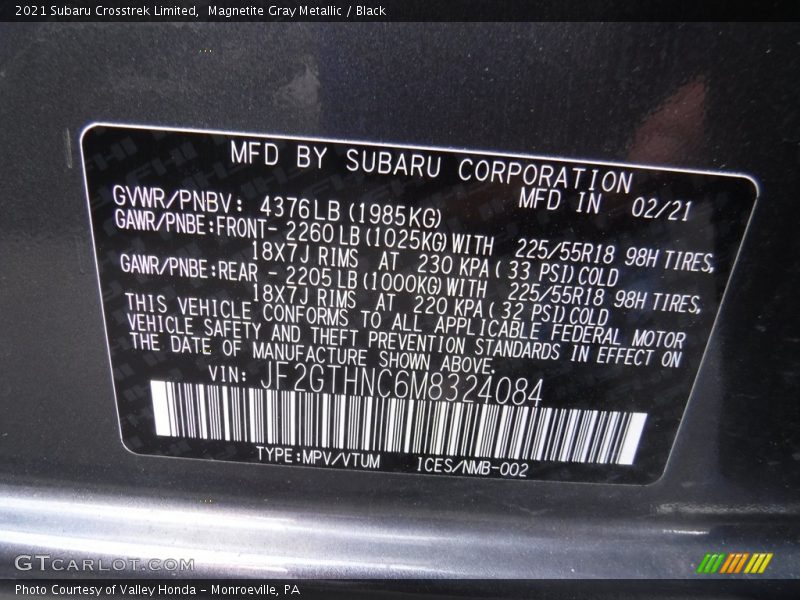 2021 Subaru Crosstrek Limited,  Magnetite Gray Metallic / Black
MFD BY SUBARU CORPORATION
MFD IN 02/21
GVWR/PNBV: 4376LB(1985KG)
GAWR/PNBE:FRONT- 2260LB(1025KG)WITH 225/55R18 98H TIRES,
18X7J RIMS AT 230 KPA(33 PSI)COLD
GAWR/PNBE:REAR - 2205LB(1000KG)WITH 225/55R18 98H TIRES,
18X7J RIMS AT 220 KPA(32 PSI)COLD
THIS VEHICLE CONFORMS TO ALL APPLICABLE FEDERAL MOTOR
VEHICLE SAFETY AND THEFT PREVENTION STANDARDS IN EFFECT ON
THE DATE OF MANUFACTURE SHOWN ABOVE.
VIN: JF2GTHNC6M8324084
TYPE:MPV/VTUM ICES/NMB-002
GTCARLOT.COM
Photo Courtesy of Valley Honda - Monroeville, PA